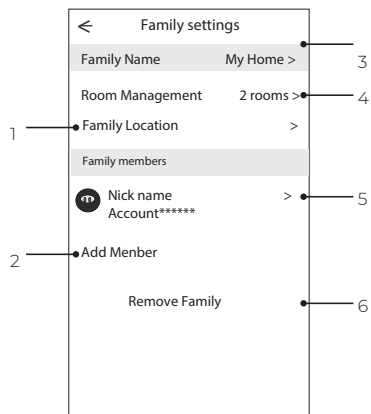 Family settings
Family Name My Home >
3
Room Management 2 rooms >
4
1
Family Location >
Family members
Nick name >
5
Account******
2
Add Menber
Remove Family
6